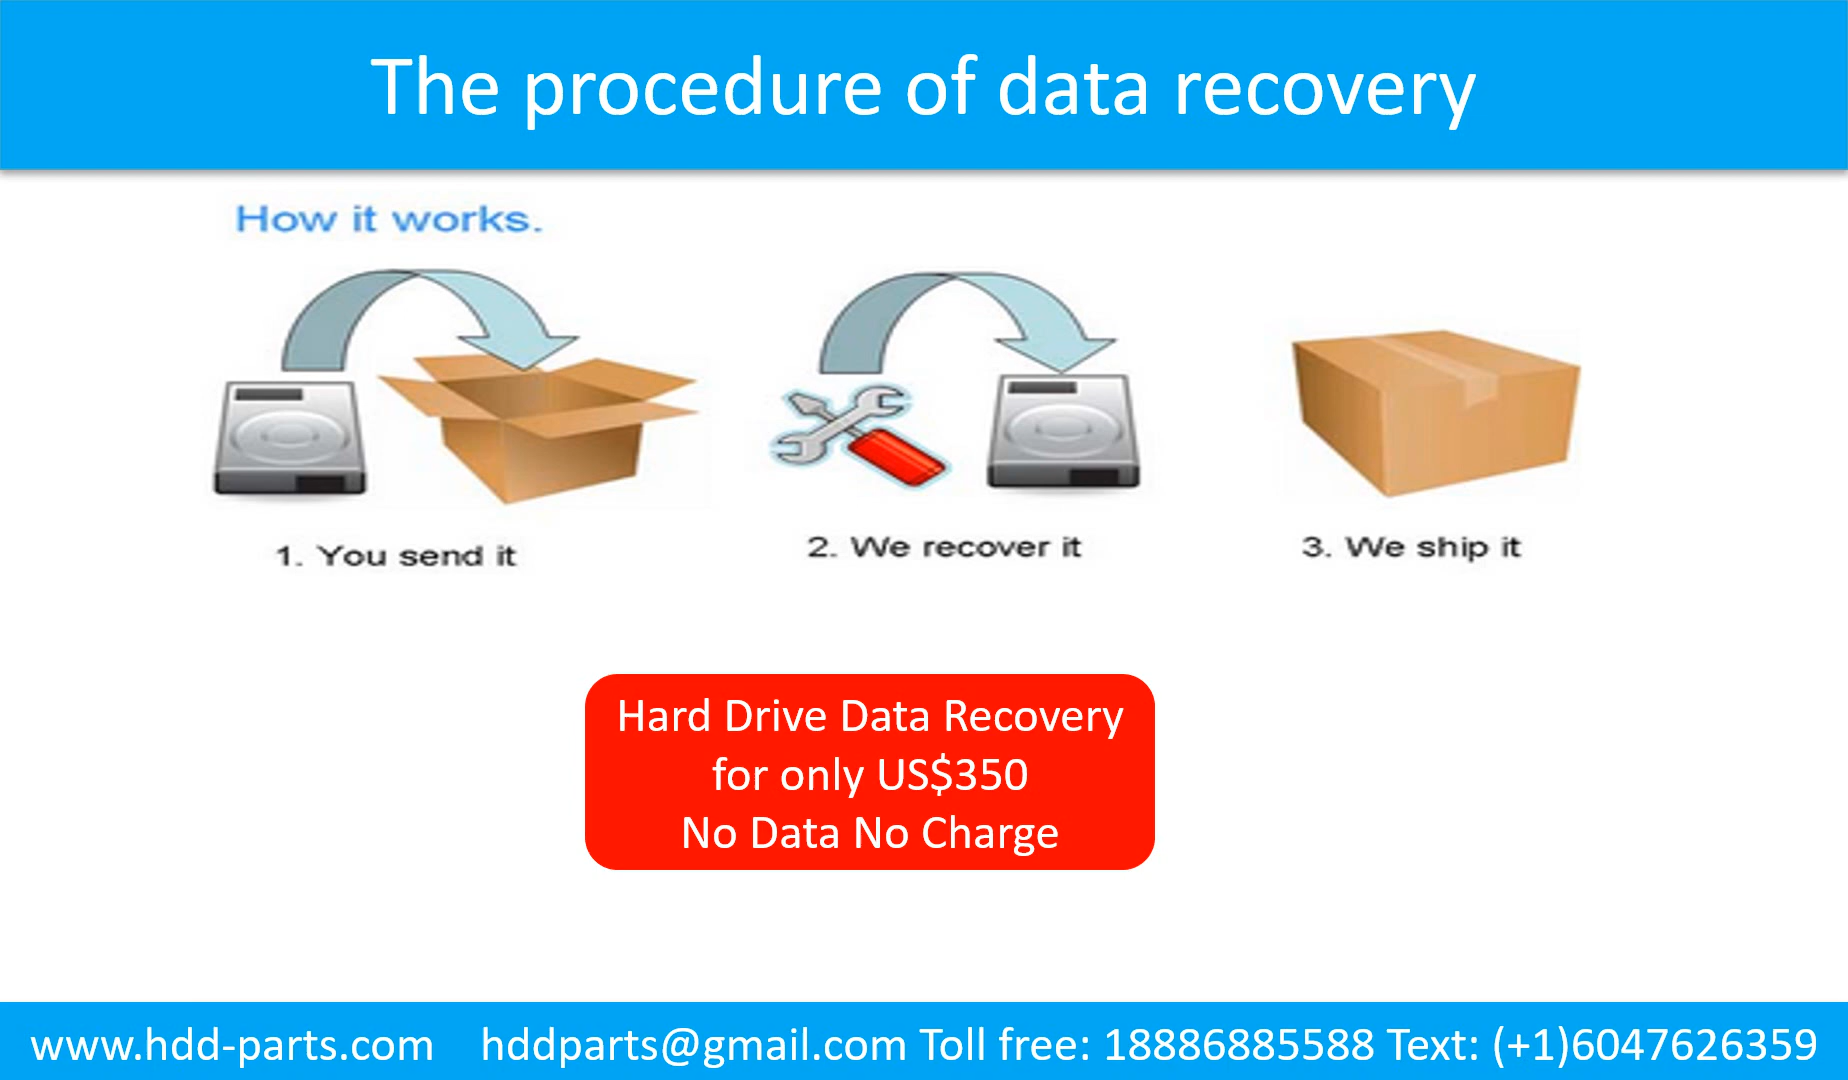 The procedure of data recovery
How it works.
1. You send it
2. We recover it
3. We ship it
Hard Drive Data Recovery
for only US$350
No Data No Charge
www.hdd-parts.com hddparts@gmail.com Toll free: 18886885588 Text: (+1)6047626359